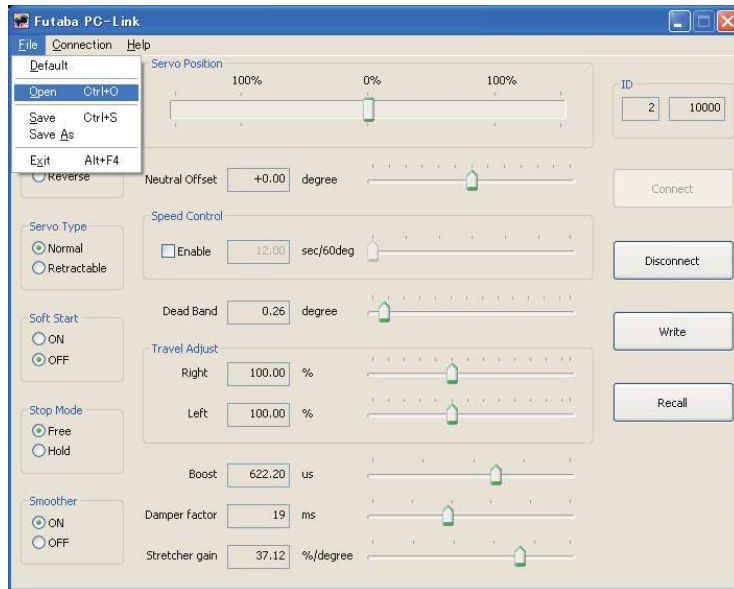 Futaba PC-Link
File Connection Help
Default
Open Ctrl+O
Save Ctrl+S
Save As
Exit Alt+F4
Reverse
Servo Type
Normal
Retractable
Soft Start
ON
OFF
Stop Mode
Free
Hold
Smoother
ON
OFF
Servo Position
100% 0% 100%
Neutral Offset +0.00 degree
Speed Control
Enable 12.00 sec/60deg
Dead Band 0.26 degree
Travel Adjust
Right 100.00 %
Left 100.00 %
Boost 622.20 us
Damper factor 19 ms
Stretcher gain 37.12 %/degree
ID
2 10000
Connect
Disconnect
Write
Recall